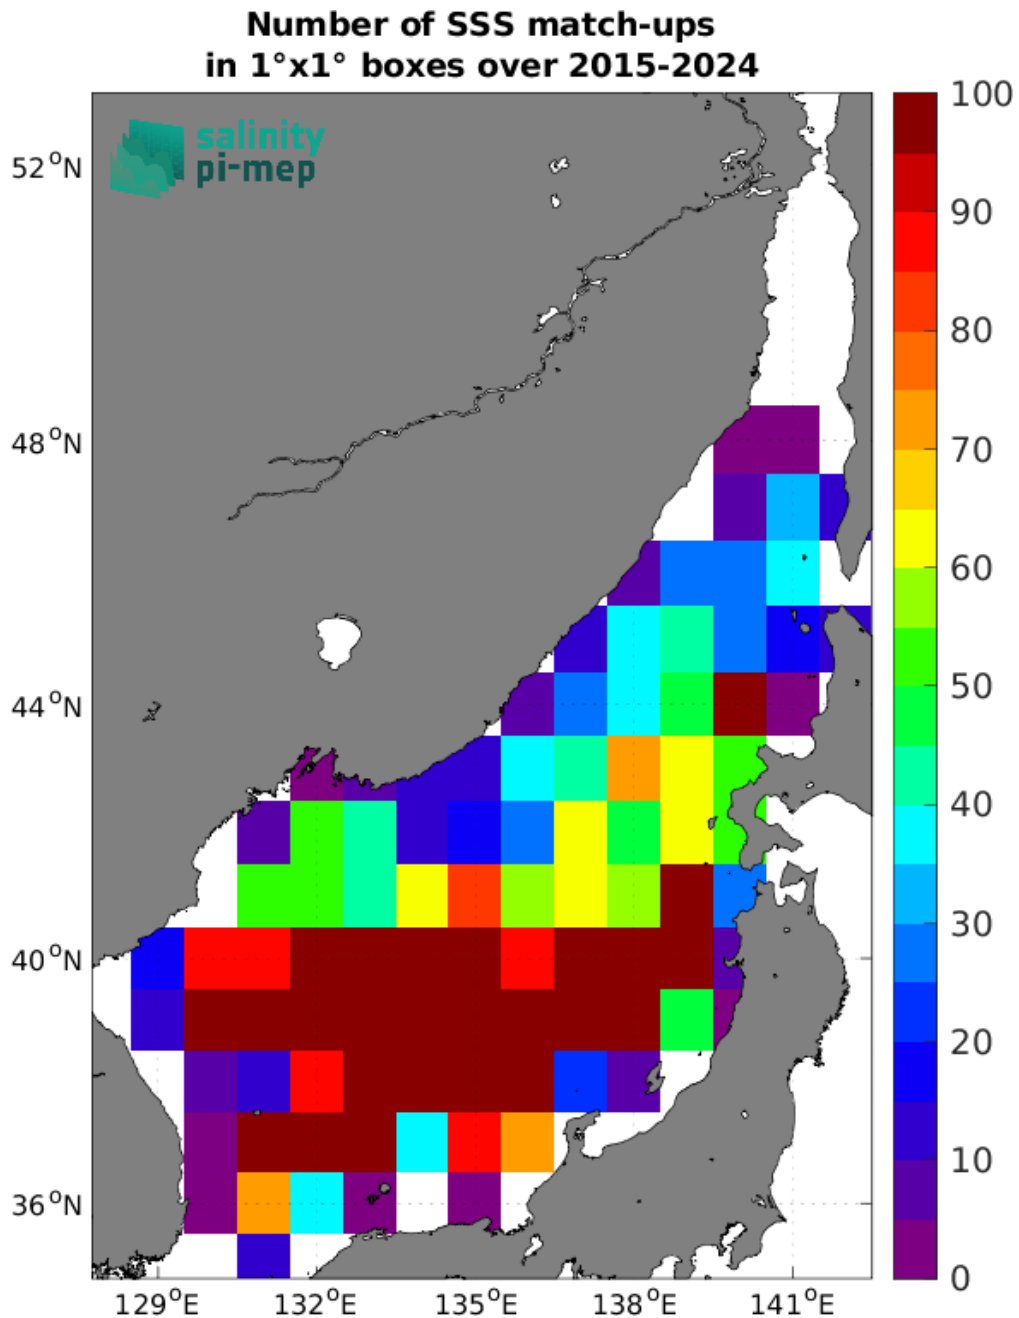 Number of SSS match-ups
in 1°x1° boxes over 2015-2024
salinity
pi-mep
52°N
48°N
44°N
40°N
36°N
129°E
132°E
135°E
138°E
141°E
100
90
80
70
60
50
40
30
20
10
0